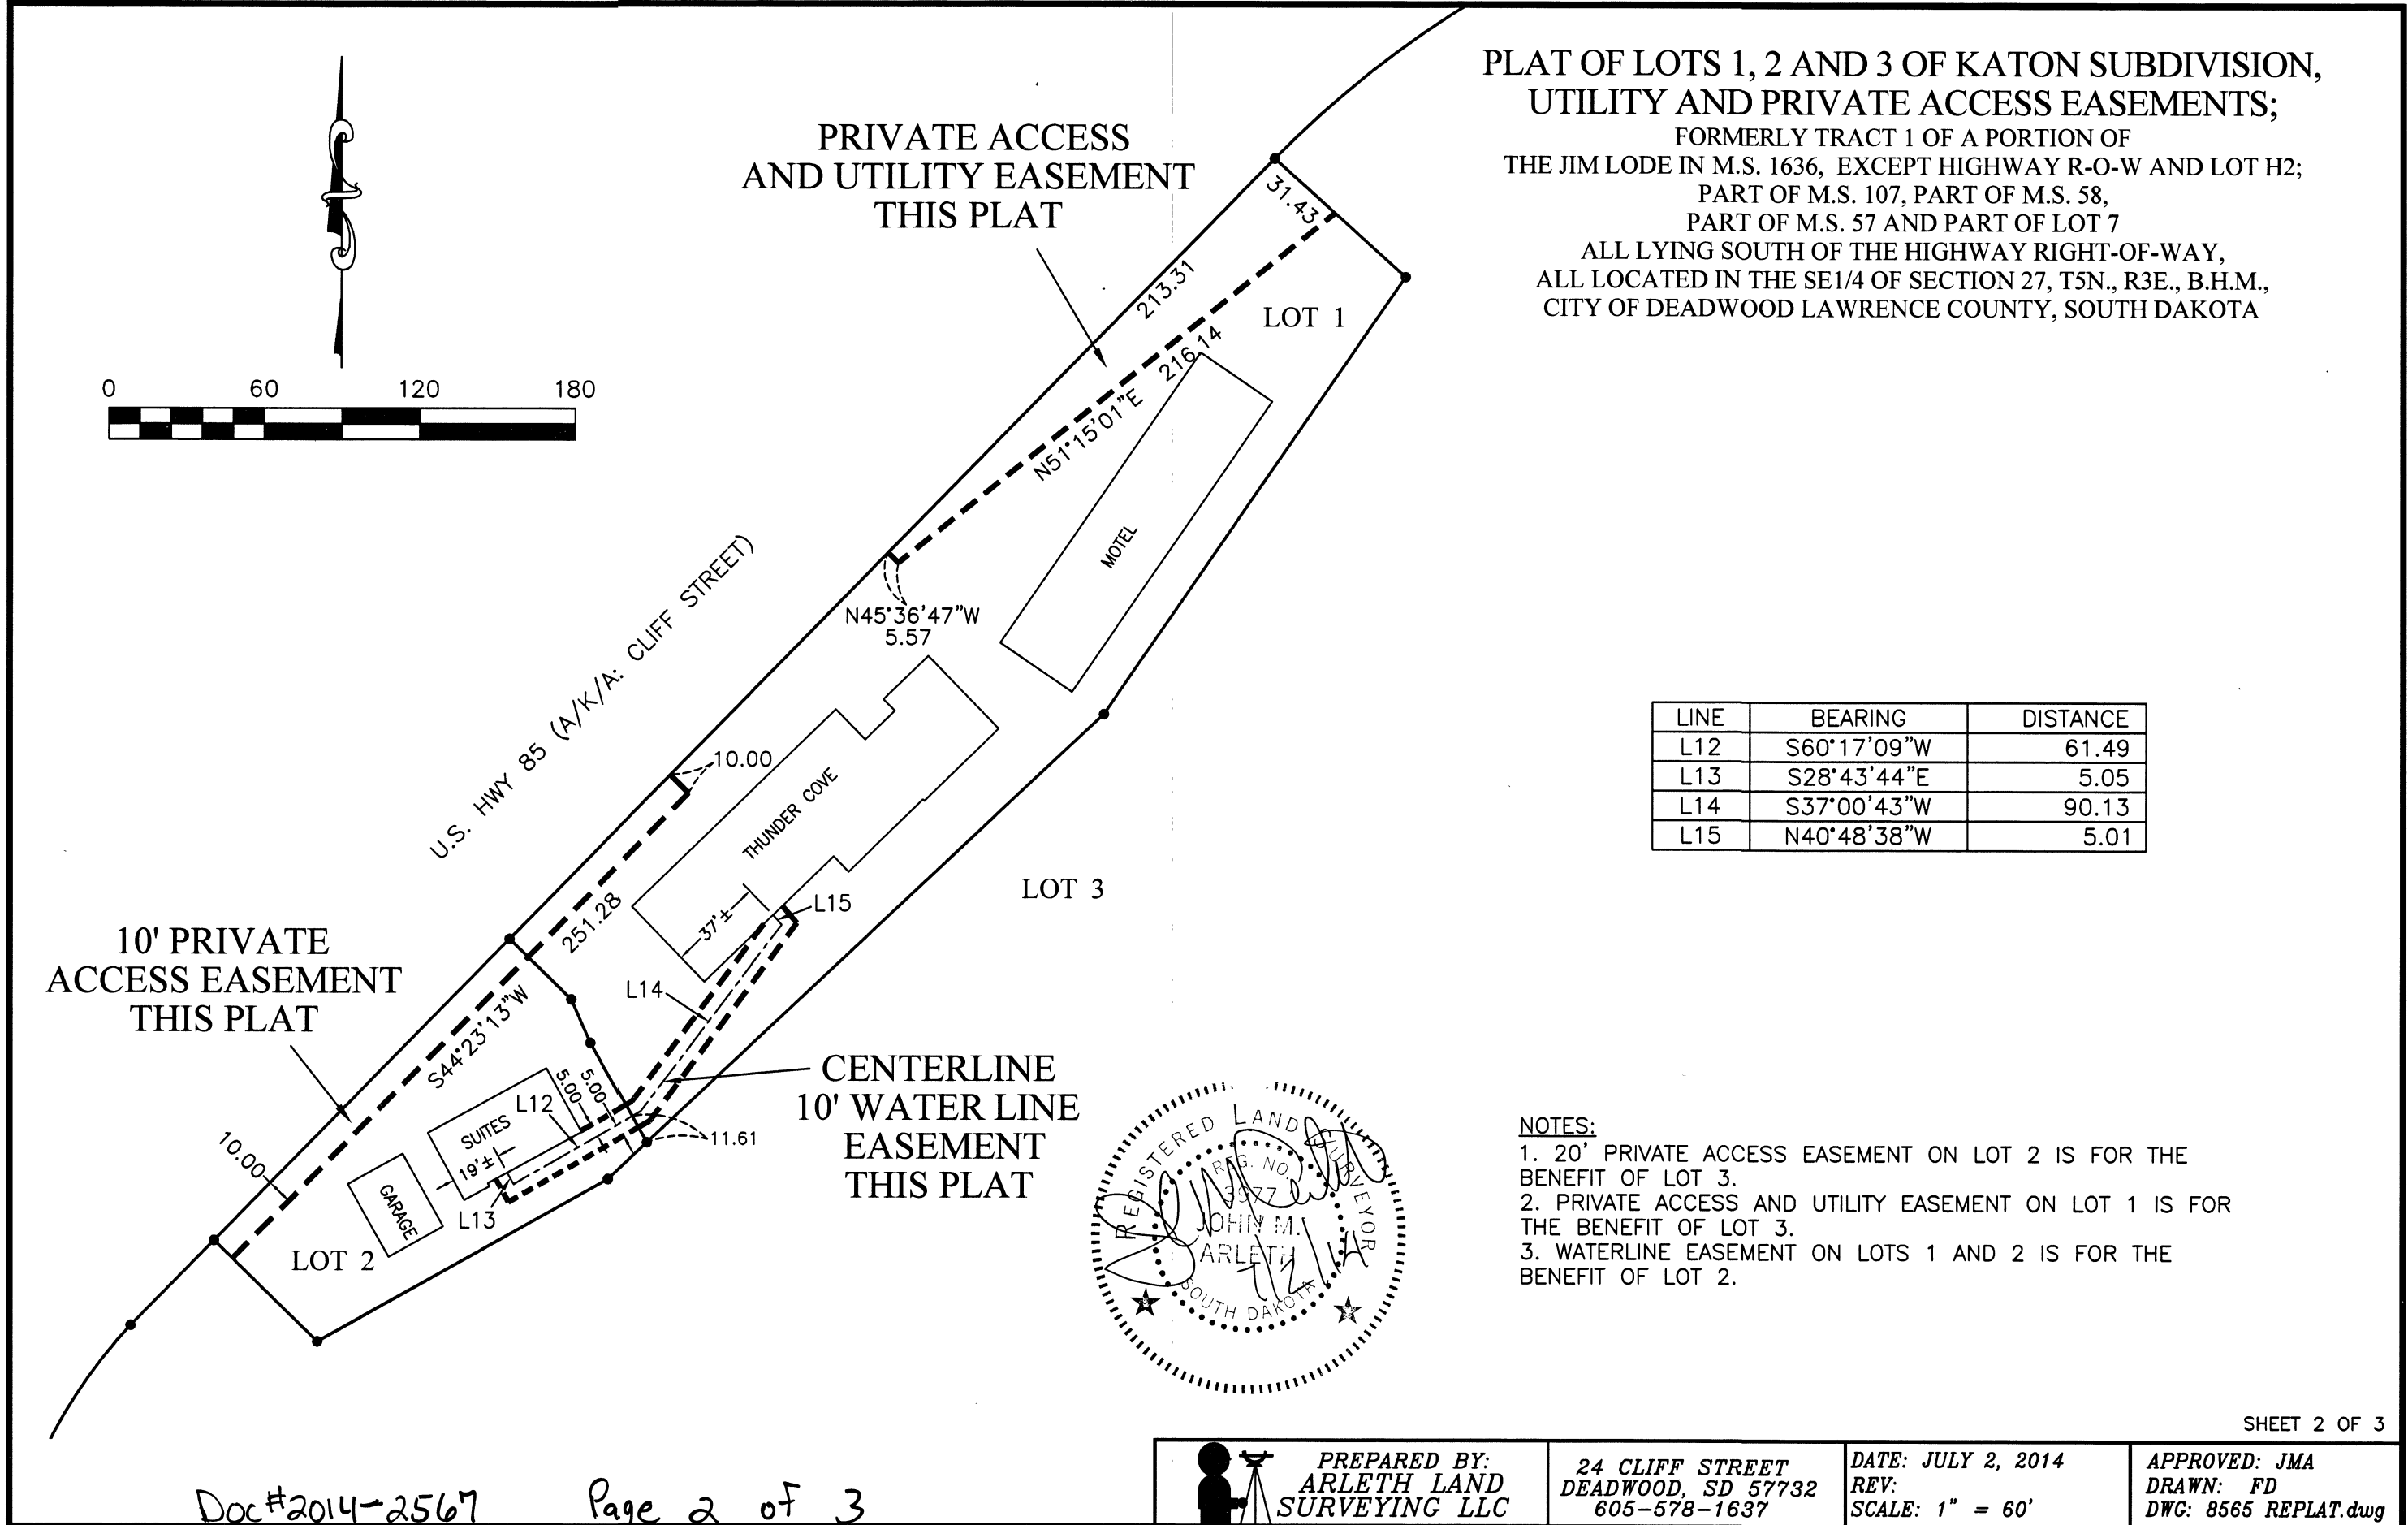 PLAT OF LOTS 1, 2 AND 3 OF KATON SUBDIVISION,
UTILITY AND PRIVATE ACCESS EASEMENTS;
FORMERLY TRACT 1 OF A PORTION OF
THE JIM LODE IN M.S. 1636, EXCEPT HIGHWAY R-O-W AND LOT H2;
PART OF M.S. 107, PART OF M.S. 58,
PART OF M.S. 57 AND PART OF LOT 7
ALL LYING SOUTH OF THE HIGHWAY RIGHT-OF-WAY,
ALL LOCATED IN THE SE1/4 OF SECTION 27, T5N., R3E., B.H.M.,
CITY OF DEADWOOD LAWRENCE COUNTY, SOUTH DAKOTA
PRIVATE ACCESS
AND UTILITY EASEMENT
THIS PLAT
0 60 120 180
31.43
213.31
LOT 1
N51°15'01"E 216.14
MOTEL
N45°36'47"W
5.57
U.S. HWY 85 (A/K/A: CLIFF STREET)
10.00
THUNDER COVE
LINE BEARING DISTANCE
L12 S60°17'09"W 61.49
L13 S28°43'44"E 5.05
L14 S37°00'43"W 90.13
L15 N40°48'38"W 5.01
LOT 3
L15
37'±
251.28
10' PRIVATE
ACCESS EASEMENT
THIS PLAT
L14
S44°23'13"W
CENTERLINE
10' WATER LINE
EASEMENT
THIS PLAT
5.00
5.00
L12
SUITES
11.61
19'±
10.00
GARAGE
L13
LOT 2
REGISTERED LAND SURVEYOR
REG. NO.
3977
JOHN M.
ARLETH
7/2/14
SOUTH DAKOTA
NOTES:
1. 20' PRIVATE ACCESS EASEMENT ON LOT 2 IS FOR THE
BENEFIT OF LOT 3.
2. PRIVATE ACCESS AND UTILITY EASEMENT ON LOT 1 IS FOR
THE BENEFIT OF LOT 3.
3. WATERLINE EASEMENT ON LOTS 1 AND 2 IS FOR THE
BENEFIT OF LOT 2.
SHEET 2 OF 3
Doc#2014-2567 Page 2 of 3
PREPARED BY:
ARLETH LAND
SURVEYING LLC
24 CLIFF STREET
DEADWOOD, SD 57732
605-578-1637
DATE: JULY 2, 2014
REV:
SCALE: 1" = 60'
APPROVED: JMA
DRAWN: FD
DWG: 8565 REPLAT.dwg